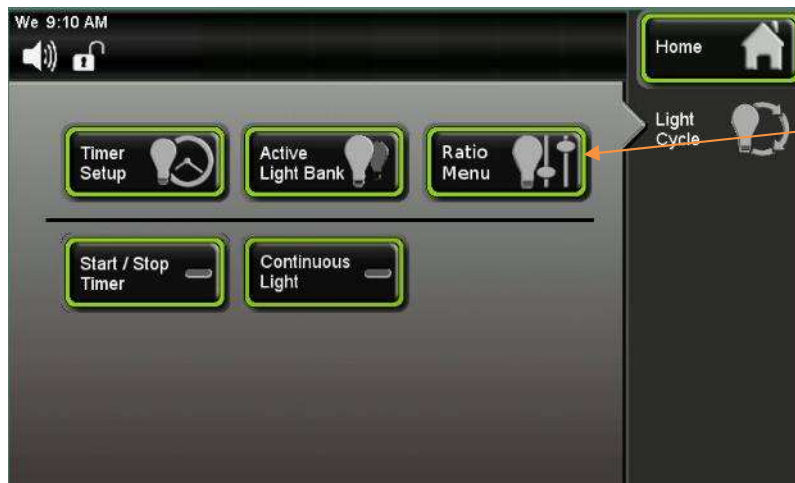 We 9:10 AM
Home
Light
Cycle
Timer
Setup
Active
Light Bank
Ratio
Menu
Start / Stop
Timer
Continuous
Light